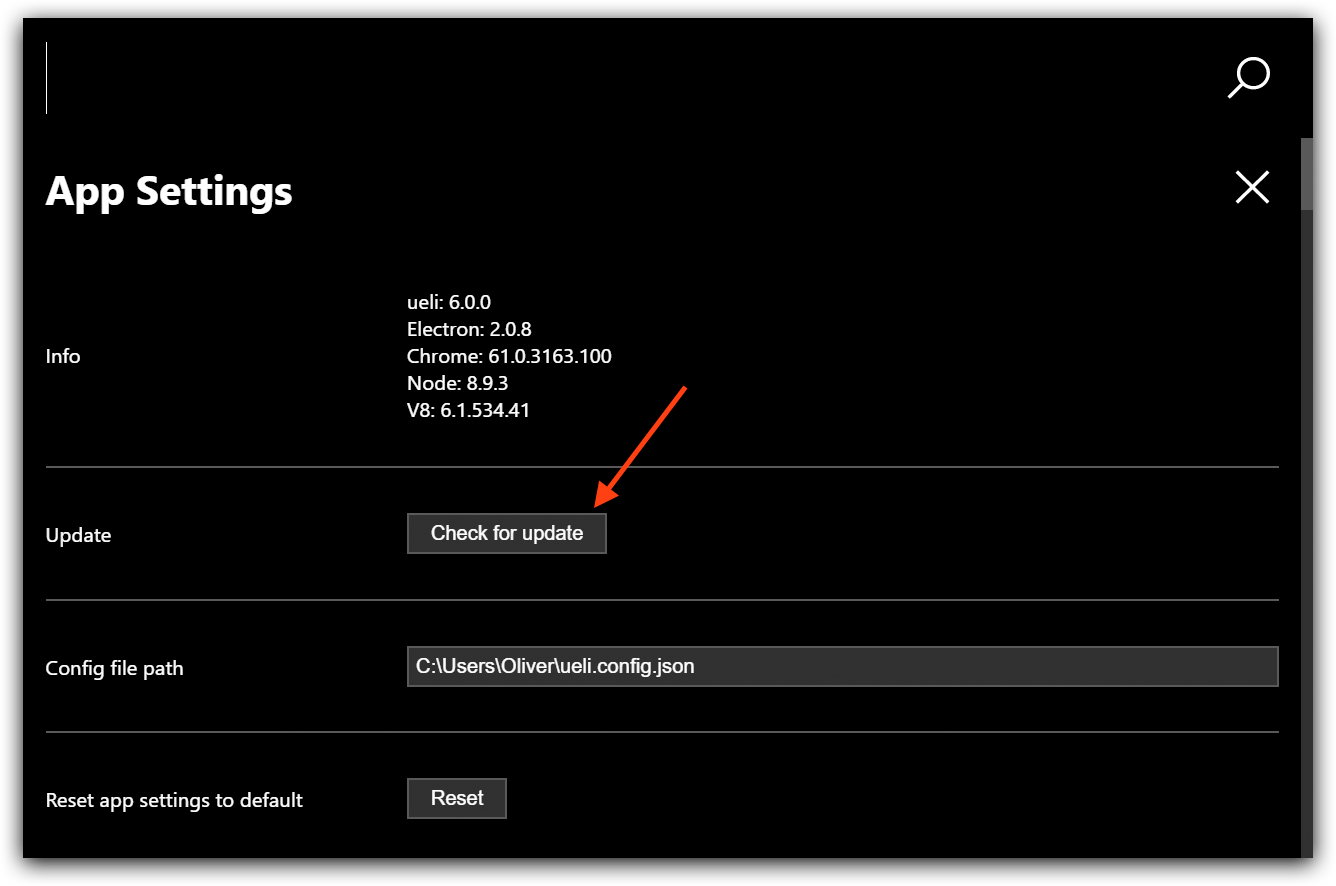 App Settings
Info
ueli: 6.0.0
Electron: 2.0.8
Chrome: 61.0.3163.100
Node: 8.9.3
V8: 6.1.534.41
Update
Check for update
Config file path
C:\Users\Oliver\ueli.config.json
Reset app settings to default
Reset